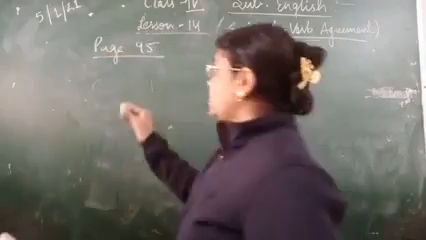 5/2/21 Class - IV Sub. English
Lesson - 14 ( Verb Agreement)
Page 95